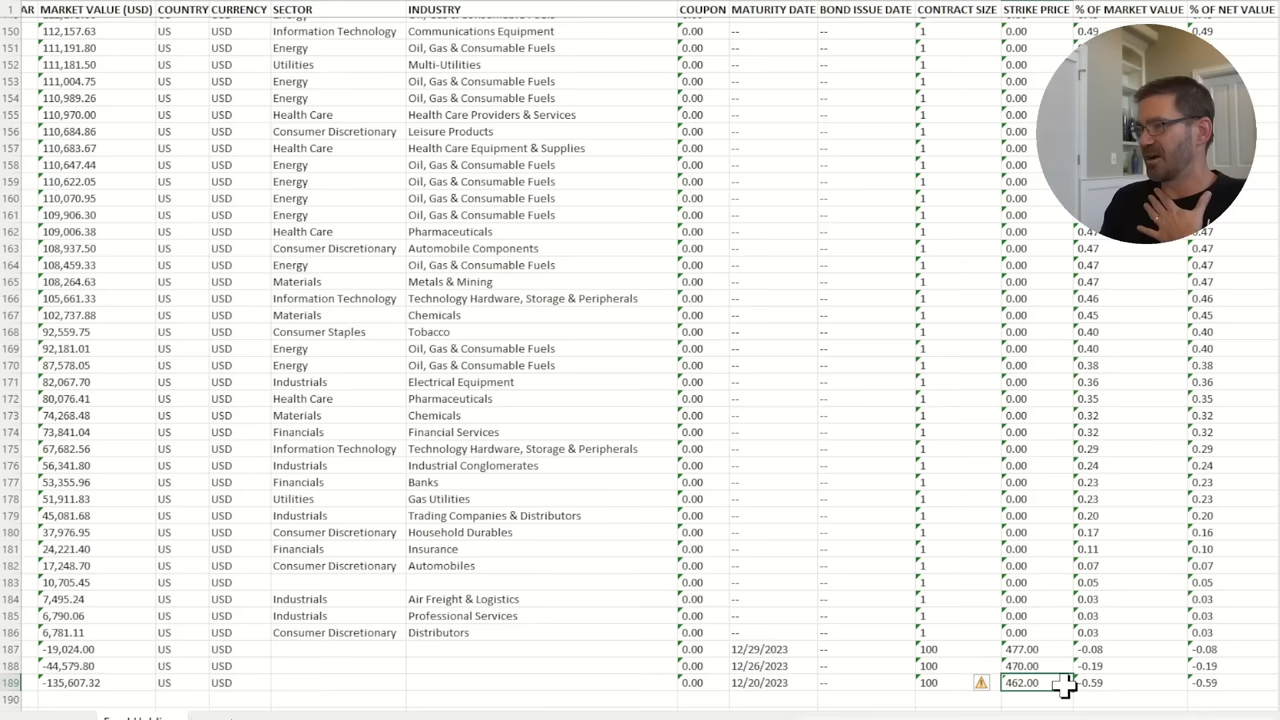 1 AR MARKET VALUE (USD) COUNTRY CURRENCY SECTOR INDUSTRY COUPON MATURITY DATE BOND ISSUE DATE CONTRACT SIZE STRIKE PRICE % OF MARKET VALUE % OF NET VALUE
150 112,157.63 US USD Information Technology Communications Equipment 0.00 -- -- 1 0.00 0.49
151 111,191.80 US USD Energy Oil, Gas & Consumable Fuels 0.00 -- -- 1 0.00
152 111,181.50 US USD Utilities Multi-Utilities 0.00 -- -- 1 0.00
153 111,004.75 US USD Energy Oil, Gas & Consumable Fuels 0.00 -- -- 1 0.00
154 110,989.26 US USD Energy Oil, Gas & Consumable Fuels 0.00 -- -- 1 0.00
155 110,970.00 US USD Health Care Health Care Providers & Services 0.00 -- -- 1 0.00
156 110,684.86 US USD Consumer Discretionary Leisure Products 0.00 -- -- 1 0.00
157 110,683.67 US USD Health Care Health Care Equipment & Supplies 0.00 -- -- 1 0.00
158 110,647.44 US USD Energy Oil, Gas & Consumable Fuels 0.00 -- -- 1 0.00
159 110,622.05 US USD Energy Oil, Gas & Consumable Fuels 0.00 -- -- 1 0.00
160 110,070.95 US USD Energy Oil, Gas & Consumable Fuels 0.00 -- -- 1 0.00
161 109,906.30 US USD Energy Oil, Gas & Consumable Fuels 0.00 -- -- 1 0.00
162 109,006.38 US USD Health Care Pharmaceuticals 0.00 -- -- 1 0.00 0.47
163 108,937.50 US USD Consumer Discretionary Automobile Components 0.00 -- -- 1 0.00 0.47 0.47
164 108,459.33 US USD Energy Oil, Gas & Consumable Fuels 0.00 -- -- 1 0.00 0.47 0.47
165 108,264.63 US USD Materials Metals & Mining 0.00 -- -- 1 0.00 0.47 0.47
166 105,661.33 US USD Information Technology Technology Hardware, Storage & Peripherals 0.00 -- -- 1 0.00 0.46 0.46
167 102,737.88 US USD Materials Chemicals 0.00 -- -- 1 0.00 0.45 0.45
168 92,559.75 US USD Consumer Staples Tobacco 0.00 -- -- 1 0.00 0.40 0.40
169 92,181.01 US USD Energy Oil, Gas & Consumable Fuels 0.00 -- -- 1 0.00 0.40 0.40
170 87,578.05 US USD Energy Oil, Gas & Consumable Fuels 0.00 -- -- 1 0.00 0.38 0.38
171 82,067.70 US USD Industrials Electrical Equipment 0.00 -- -- 1 0.00 0.36 0.36
172 80,076.41 US USD Health Care Pharmaceuticals 0.00 -- -- 1 0.00 0.35 0.35
173 74,268.48 US USD Materials Chemicals 0.00 -- -- 1 0.00 0.32 0.32
174 73,841.04 US USD Financials Financial Services 0.00 -- -- 1 0.00 0.32 0.32
175 67,682.56 US USD Information Technology Technology Hardware, Storage & Peripherals 0.00 -- -- 1 0.00 0.29 0.29
176 56,341.80 US USD Industrials Industrial Conglomerates 0.00 -- -- 1 0.00 0.24 0.24
177 53,355.96 US USD Financials Banks 0.00 -- -- 1 0.00 0.23 0.23
178 51,911.83 US USD Utilities Gas Utilities 0.00 -- -- 1 0.00 0.23 0.23
179 45,081.68 US USD Industrials Trading Companies & Distributors 0.00 -- -- 1 0.00 0.20 0.20
180 37,976.95 US USD Consumer Discretionary Household Durables 0.00 -- -- 1 0.00 0.17 0.16
181 24,221.40 US USD Financials Insurance 0.00 -- -- 1 0.00 0.11 0.10
182 17,248.70 US USD Consumer Discretionary Automobiles 0.00 -- -- 1 0.00 0.07 0.07
183 10,705.45 US USD 0.00 -- -- 1 0.00 0.05 0.05
184 7,495.24 US USD Industrials Air Freight & Logistics 0.00 -- -- 1 0.00 0.03 0.03
185 6,790.06 US USD Industrials Professional Services 0.00 -- -- 1 0.00 0.03 0.03
186 6,781.11 US USD Consumer Discretionary Distributors 0.00 -- -- 1 0.00 0.03 0.03
187 -19,024.00 US USD 0.00 12/29/2023 -- 100 477.00 -0.08 -0.08
188 -44,579.80 US USD 0.00 12/26/2023 -- 100 470.00 -0.19 -0.19
189 -135,607.32 US USD 0.00 12/20/2023 -- 100 462.00 -0.59 -0.59
190